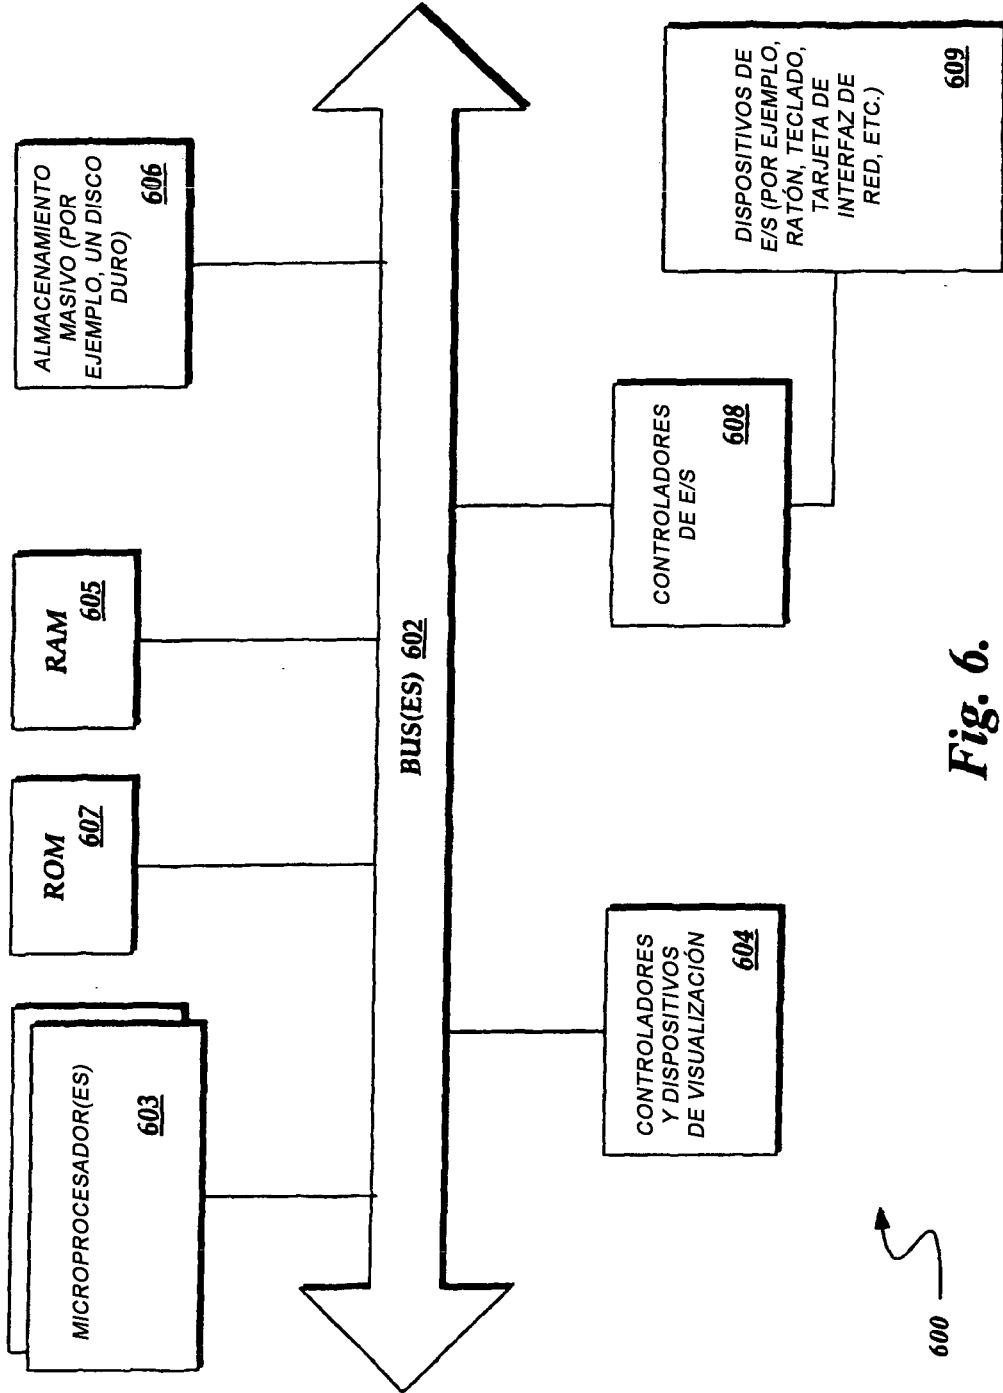 MICROPROCESADOR(ES)
603
ROM
607
RAM
605
ALMACENAMIENTO
MASIVO (POR
EJEMPLO, UN DISCO
DURO)
606
BUS(ES) 602
CONTROLADORES
Y DISPOSITIVOS
DE VISUALIZACIÓN
604
CONTROLADORES
DE E/S
608
DISPOSITIVOS DE
E/S (POR EJEMPLO,
RATÓN, TECLADO,
TARJETA DE
INTERFAZ DE
RED, ETC.)
609
600
Fig. 6.